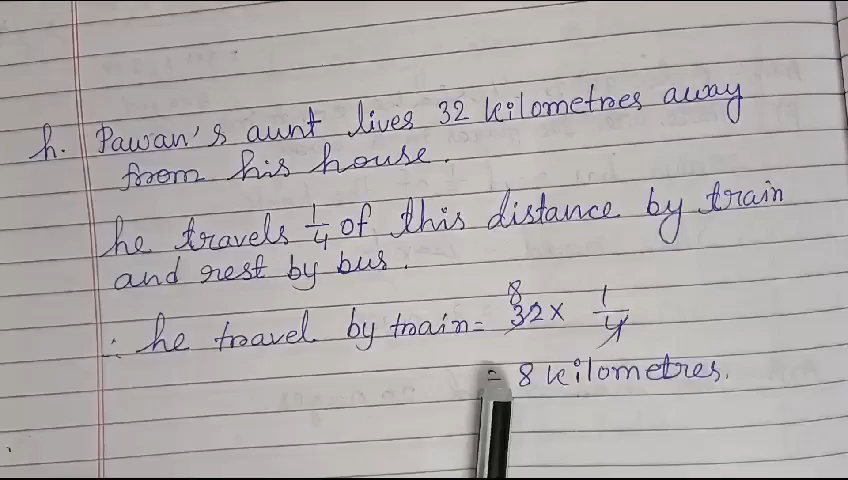 h. Pawan's aunt lives 32 kilometres away
from his house.
he travels 1/4 of this distance by train
and rest by bus.
∴ he travel by train = 32 × 1/4
8
= 8 kilometres.